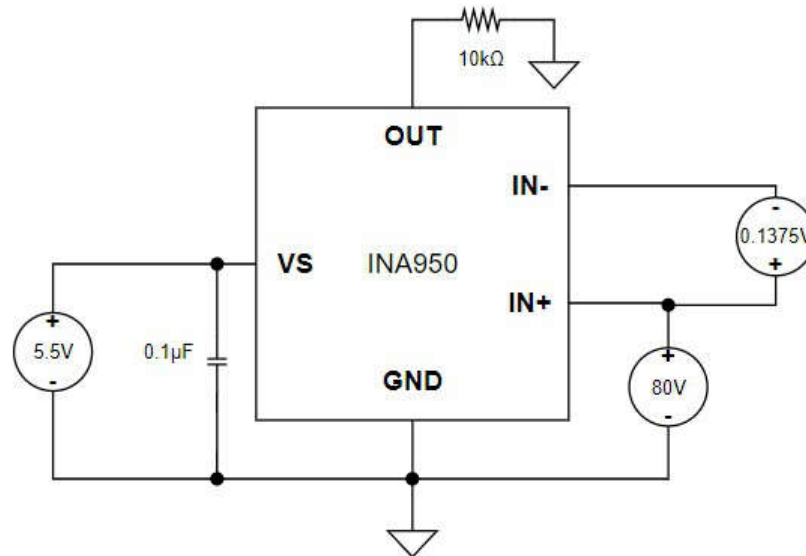 10kΩ
OUT
IN-
-
0.1375V
+
VS
INA950
IN+
+
5.5V
-
0.1µF
+
80V
-
GND